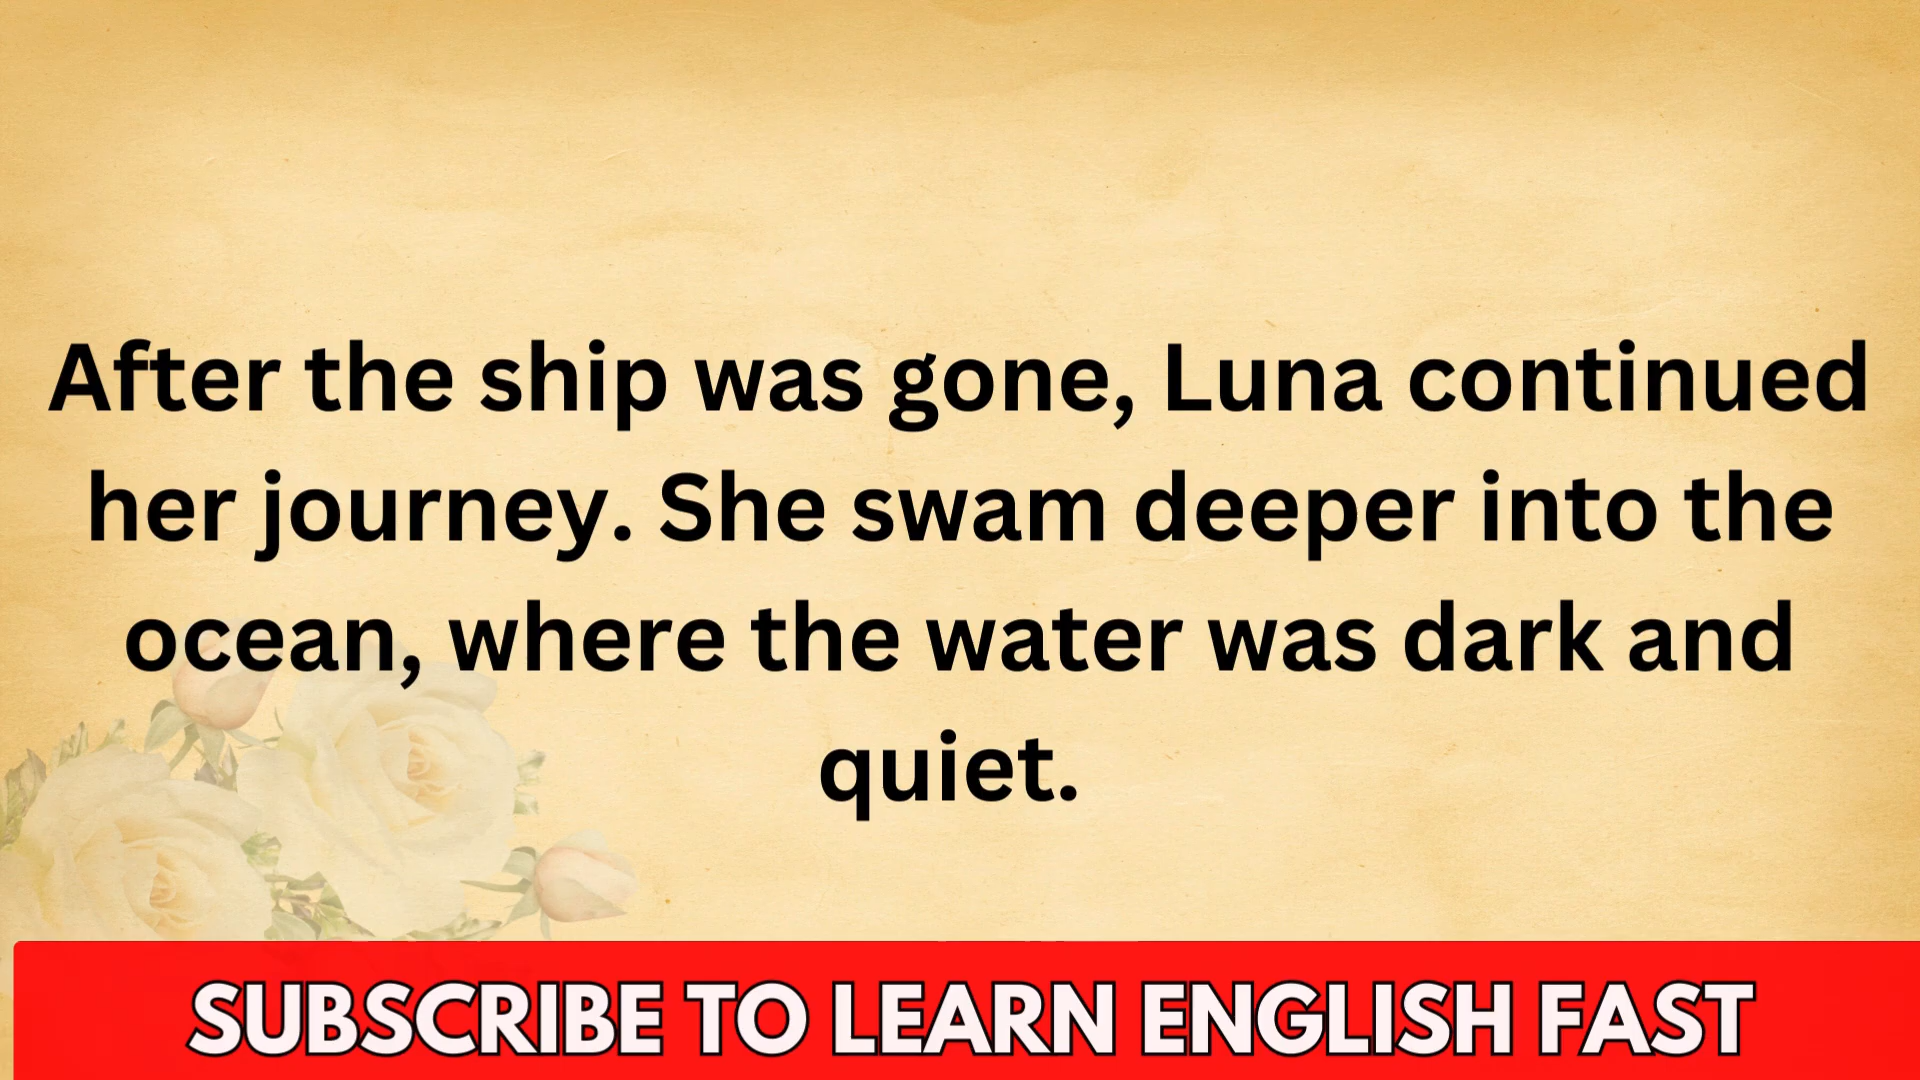 After the ship was gone, Luna continued
her journey. She swam deeper into the
ocean, where the water was dark and
quiet.
SUBSCRIBE TO LEARN ENGLISH FAST